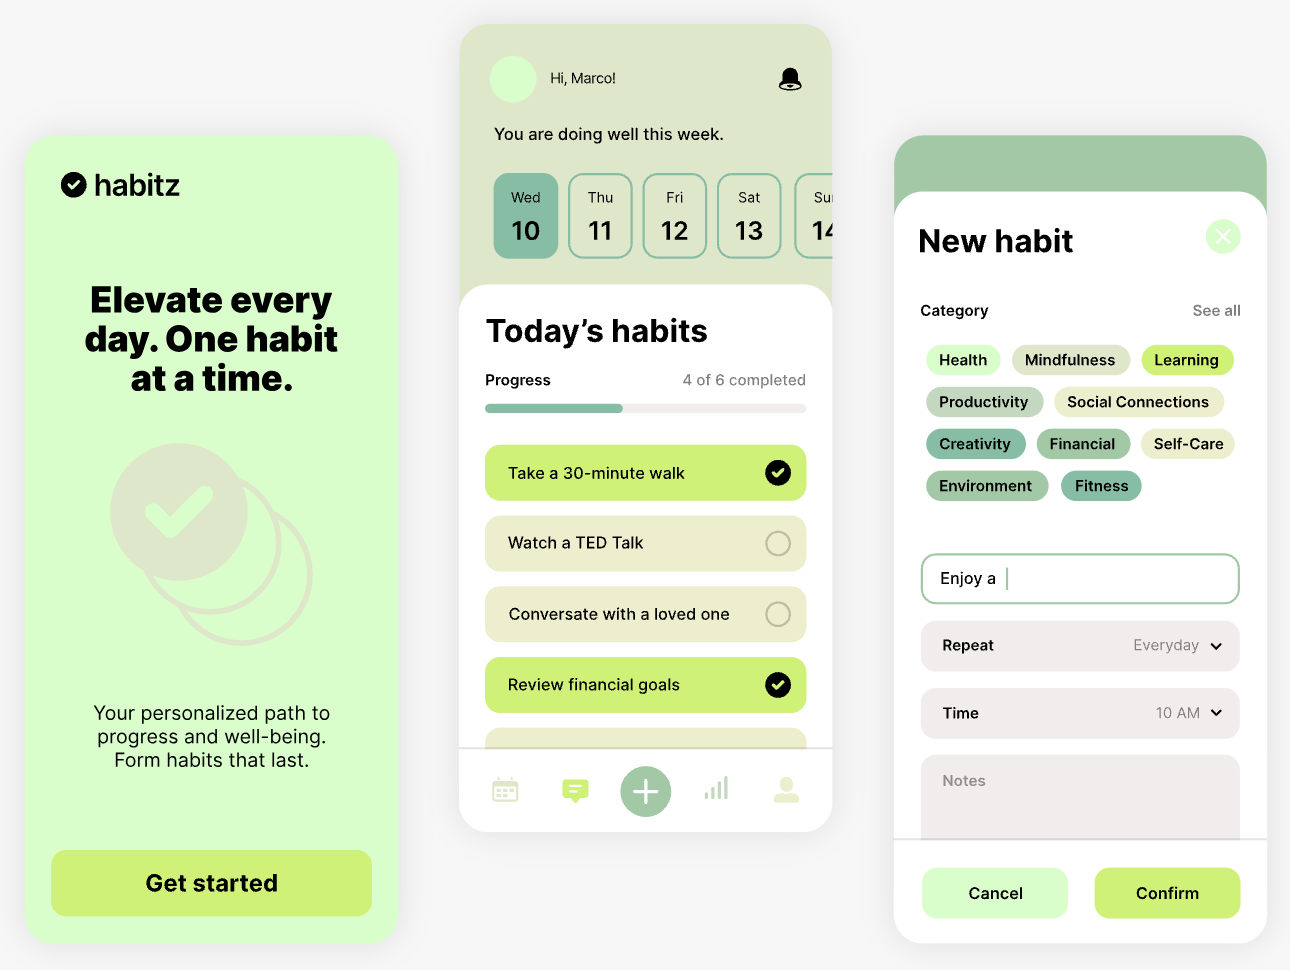 habitz
Elevate every
day. One habit
at a time.
Your personalized path to
progress and well-being.
Form habits that last.
Get started
Hi, Marco!
You are doing well this week.
Wed Thu Fri Sat Sun
10 11 12 13 14
Today’s habits
Progress 4 of 6 completed
Take a 30-minute walk
Watch a TED Talk
Conversate with a loved one
Review financial goals
New habit
Category See all
Health Mindfulness Learning
Productivity Social Connections
Creativity Financial Self-Care
Environment Fitness
Enjoy a
Repeat Everyday
Time 10 AM
Notes
Cancel Confirm